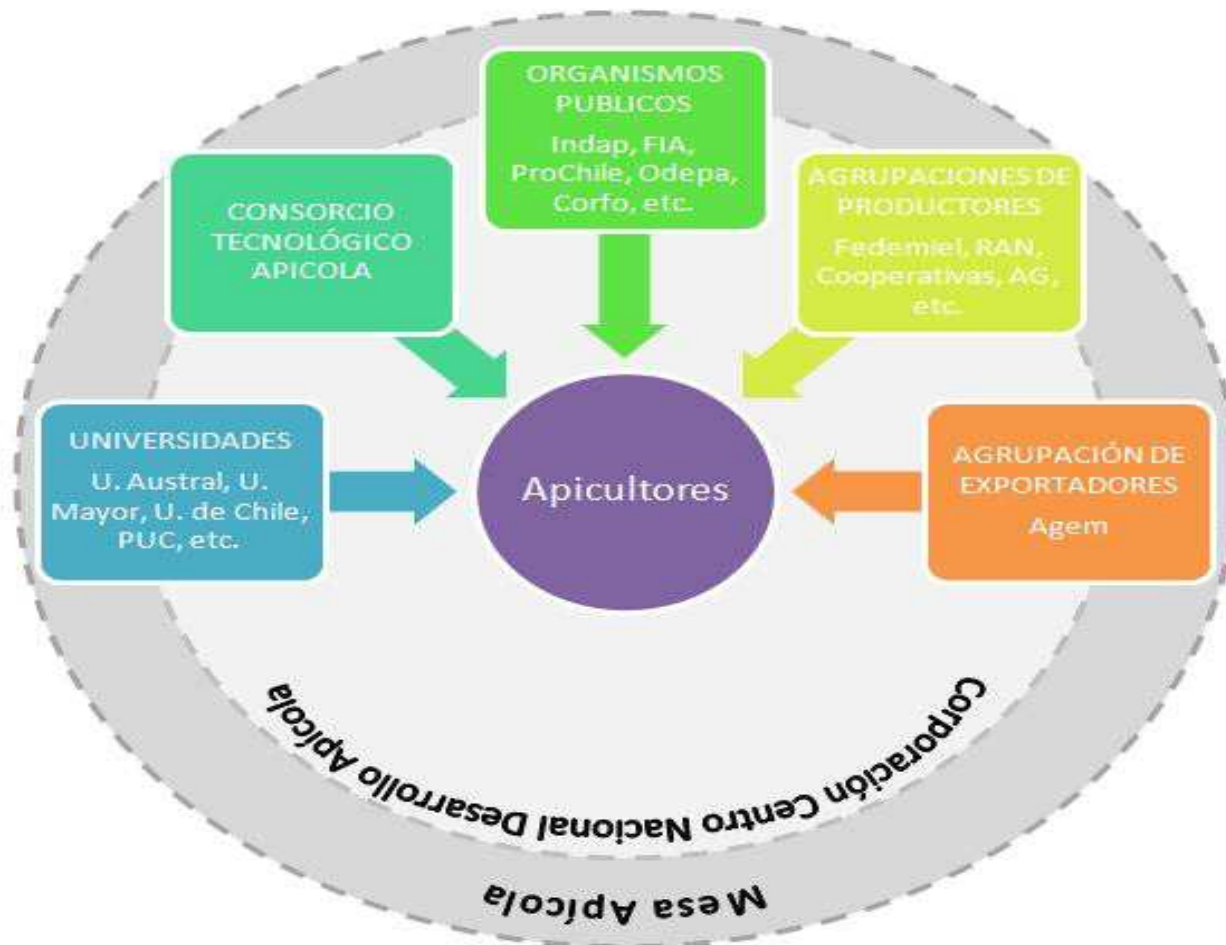 ORGANISMOS
PUBLICOS
Indap, FIA,
ProChile, Odepa,
Corfo, etc.
CONSORCIO
TECNOLÓGICO
APICOLA
AGRUPACIONES DE
PRODUCTORES
Fedemiel, RAN,
Cooperativas, AG,
etc.
UNIVERSIDADES
U. Austral, U.
Mayor, U. de Chile,
PUC, etc.
Apicultores
AGRUPACIÓN DE
EXPORTADORES
Agem
Corporación Centro Nacional Desarrollo Apícola
Mesa Apícola